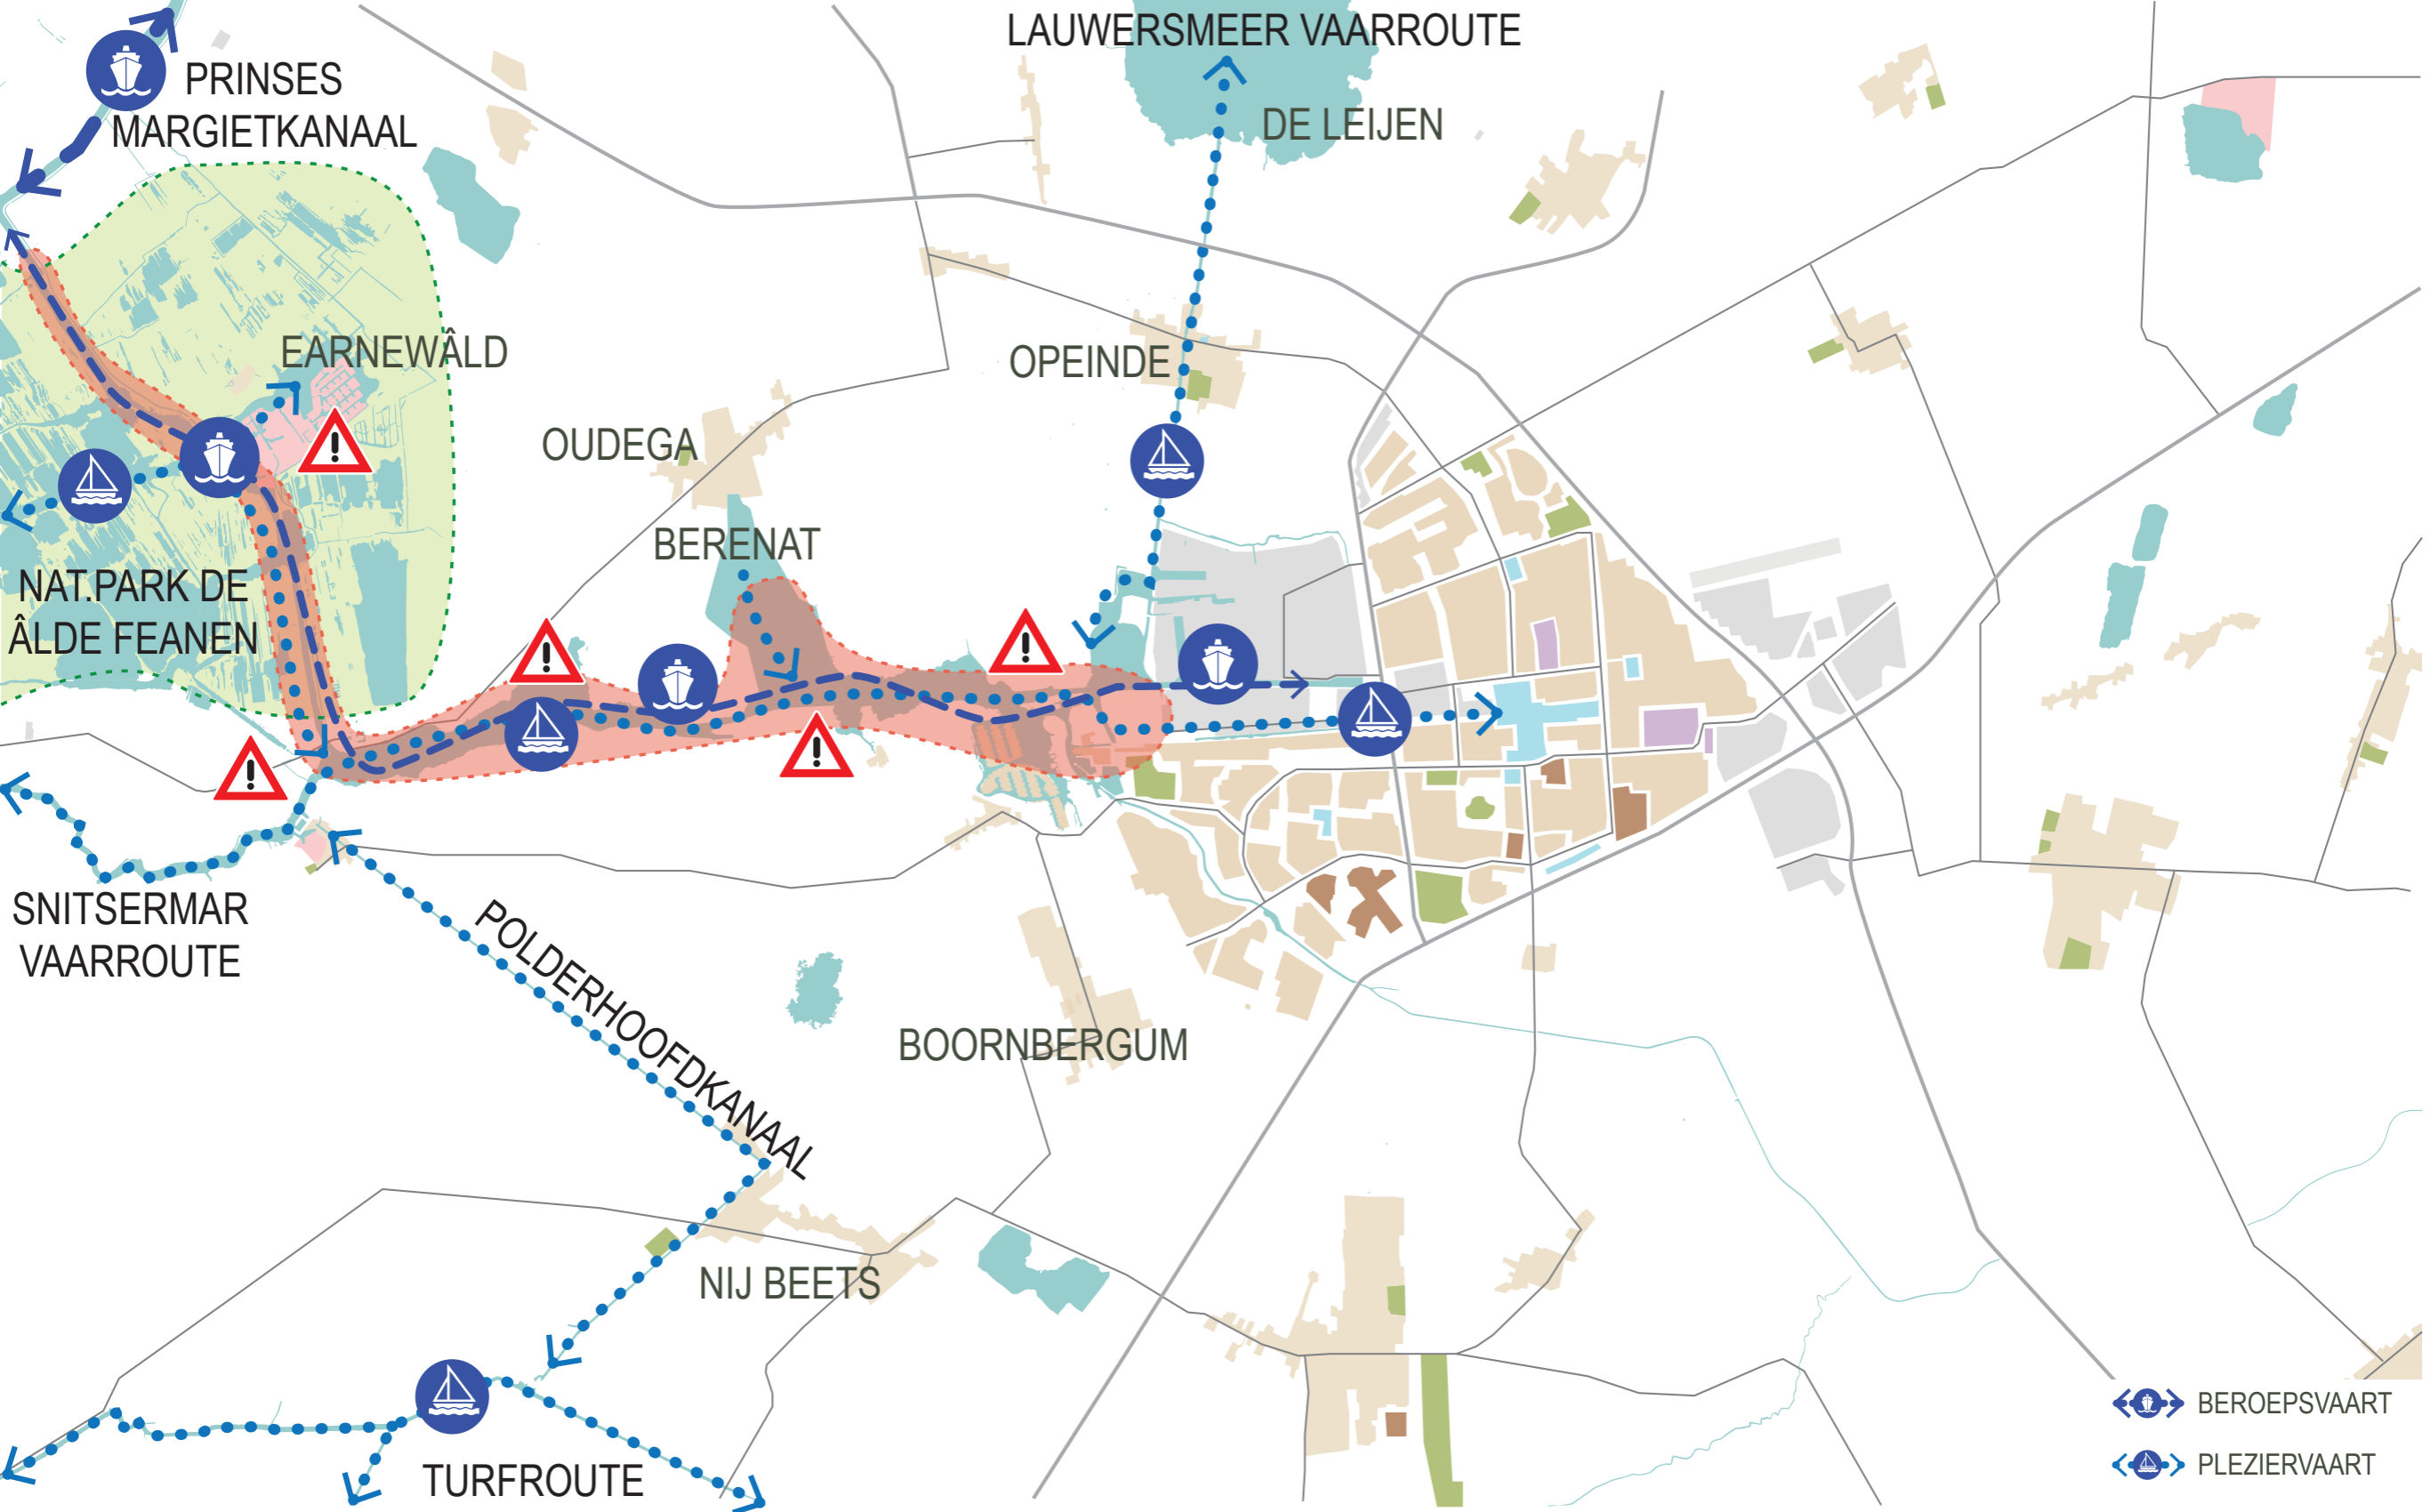 LAUWERSMEER VAARROUTE
PRINSES
MARGIETKANAAL
DE LEIJEN
EARNEWÂLD
OPEINDE
OUDEGA
BERENAT
NAT.PARK DE
ÂLDE FEANEN
SNITSERMAR
VAARROUTE
POLDERHOOFDKANAAL
BOORNBERGUM
NIJ BEETS
TURFROUTE
BEROEPSVAART
PLEZIERVAART